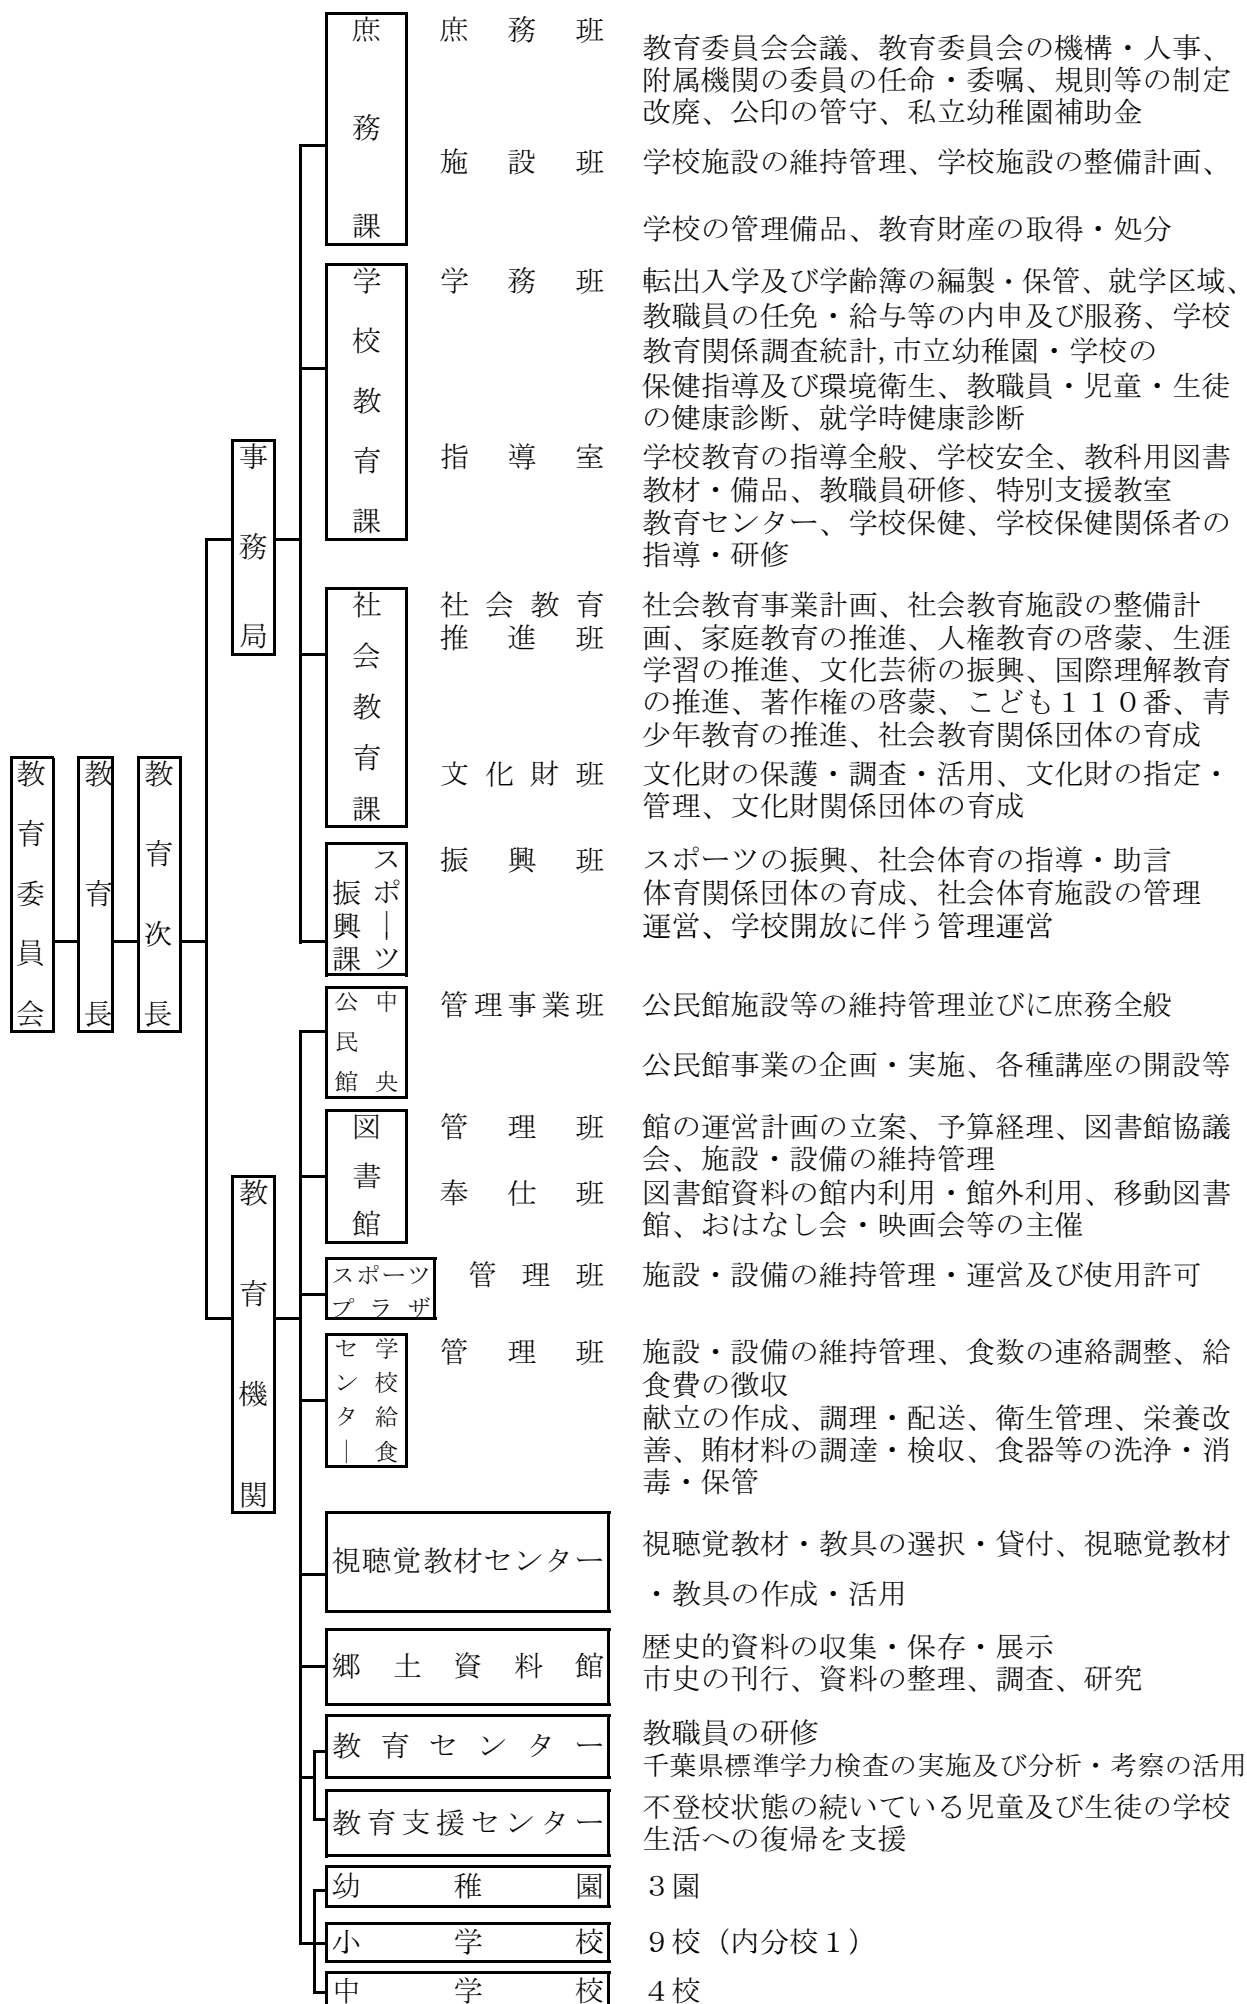 教育委員会
教育長
教育次長
事務局
庶務課
庶務班
教育委員会会議、教育委員会の機構・人事、
附属機関の委員の任命・委嘱、規則等の制定
改廃、公印の管守、私立幼稚園補助金
施設班
学校施設の維持管理、学校施設の整備計画、
学校の管理備品、教育財産の取得・処分
学校教育課
学務班
転出入学及び学齢簿の編製・保管、就学区域、
教職員の任免・給与等の内申及び服務、学校
教育関係調査統計,市立幼稚園・学校の
保健指導及び環境衛生、教職員・児童・生徒
の健康診断、就学時健康診断
指導室
学校教育の指導全般、学校安全、教科用図書
教材・備品、教職員研修、特別支援教室
教育センター、学校保健、学校保健関係者の
指導・研修
社会教育課
社会教育
推進班
社会教育事業計画、社会教育施設の整備計
画、家庭教育の推進、人権教育の啓蒙、生涯
学習の推進、文化芸術の振興、国際理解教育
の推進、著作権の啓蒙、こども１１０番、青
少年教育の推進、社会教育関係団体の育成
文化財班
文化財の保護・調査・活用、文化財の指定・
管理、文化財関係団体の育成
スポーツ
振興課
振興班
スポーツの振興、社会体育の指導・助言
体育関係団体の育成、社会体育施設の管理
運営、学校開放に伴う管理運営
教育機関
中央
公民館
管理事業班
公民館施設等の維持管理並びに庶務全般
公民館事業の企画・実施、各種講座の開設等
図書館
管理班
館の運営計画の立案、予算経理、図書館協議
会、施設・設備の維持管理
奉仕班
図書館資料の館内利用・館外利用、移動図書
館、おはなし会・映画会等の主催
スポーツ
プラザ
管理班
施設・設備の維持管理・運営及び使用許可
学校給食
センター
管理班
施設・設備の維持管理、食数の連絡調整、給
食費の徴収
献立の作成、調理・配送、衛生管理、栄養改
善、賄材料の調達・検収、食器等の洗浄・消
毒・保管
視聴覚教材センター
視聴覚教材・教具の選択・貸付、視聴覚教材
・教具の作成・活用
郷土資料館
歴史的資料の収集・保存・展示
市史の刊行、資料の整理、調査、研究
教育センター
教職員の研修
千葉県標準学力検査の実施及び分析・考察の活用
教育支援センター
不登校状態の続いている児童及び生徒の学校
生活への復帰を支援
幼稚園
３園
小学校
９校（内分校１）
中学校
４校